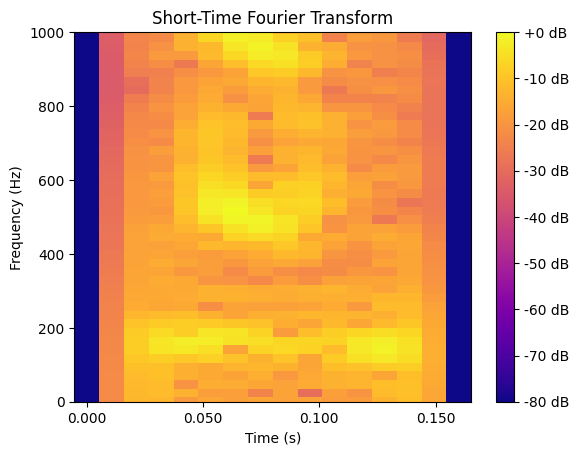 Short-Time Fourier Transform
1000
800
600
400
200
0
Frequency (Hz)
0.000
0.050
0.100
0.150
Time (s)
+0 dB
-10 dB
-20 dB
-30 dB
-40 dB
-50 dB
-60 dB
-70 dB
-80 dB